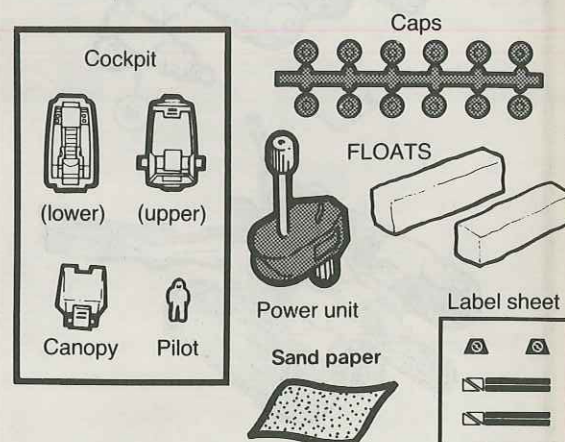 Cockpit
(lower) (upper)
Canopy Pilot
Caps
FLOATS
Power unit
Label sheet
Sand paper